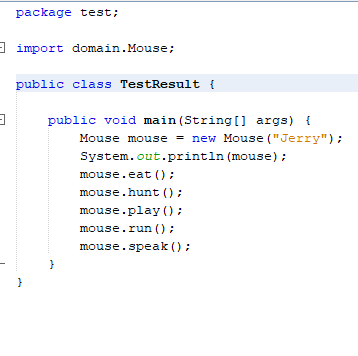 package test;
import domain.Mouse;
public class TestResult {
public void main(String[] args) {
Mouse mouse = new Mouse("Jerry");
System.out.println(mouse);
mouse.eat();
mouse.hunt();
mouse.play();
mouse.run();
mouse.speak();
}
}